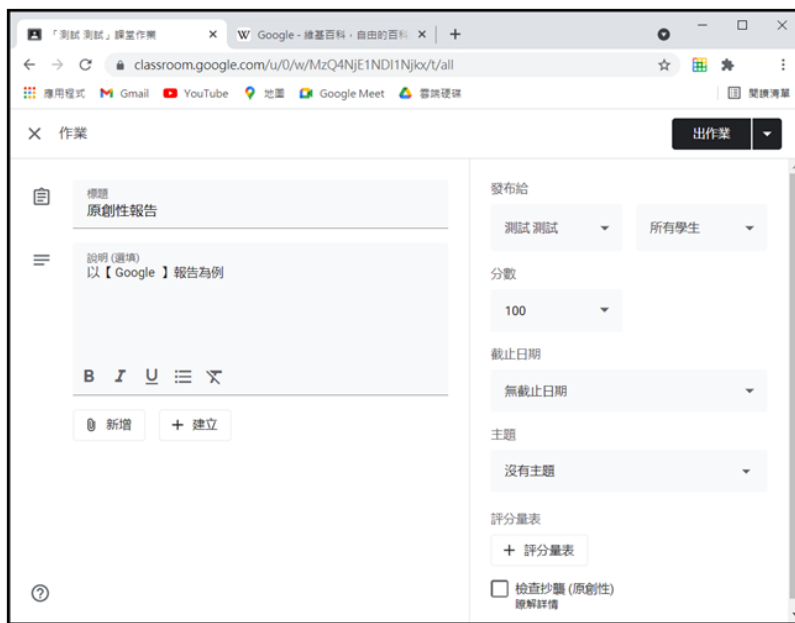 「測試 測試」課堂作業
Google - 維基百科，自由的百科
classroom.google.com/u/0/w/MzQ4NjE1NDI1Njkx/t/all
應用程式 Gmail YouTube 地圖 Google Meet 雲端硬碟 閱讀清單
作業
出作業
標題
原創性報告
說明 (選填)
以【 Google 】報告為例
B I U
新增 建立
發布給
測試 測試 所有學生
分數
100
截止日期
無截止日期
主題
沒有主題
評分量表
評分量表
檢查抄襲 (原創性)
瞭解詳情